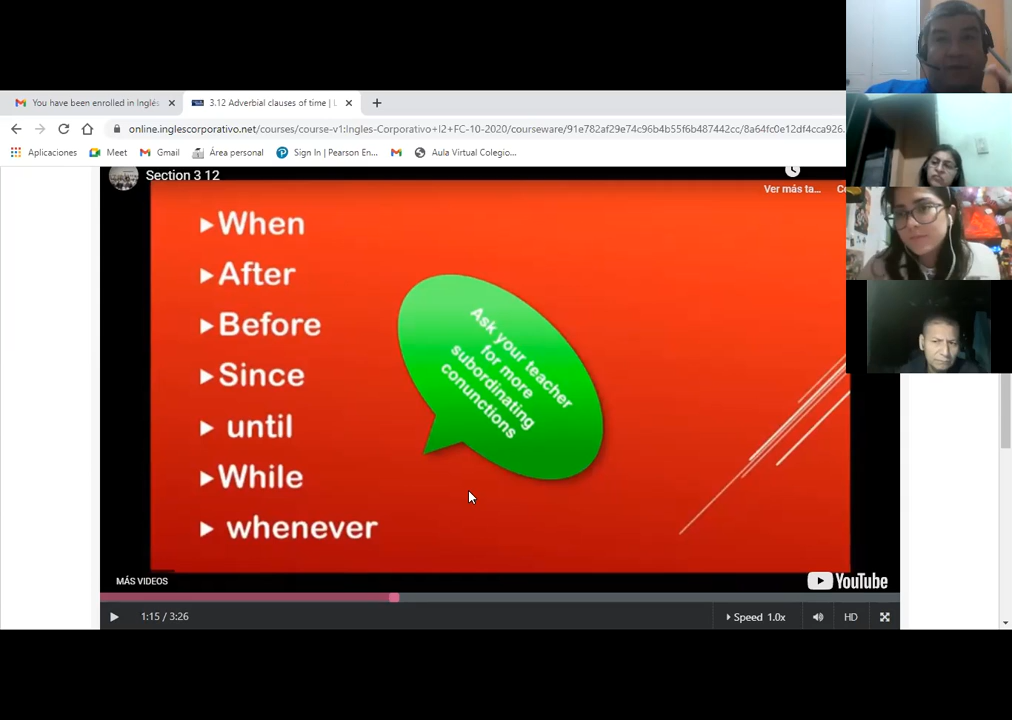 You have been enrolled in Inglés
3.12 Adverbial clauses of time | L
online.inglescorporativo.net/courses/course-v1:Ingles-Corporativo+I2+FC-10-2020/courseware/91e782af29e74c96b4b55f6b487442cc/8a64fc0e12df4cca926.
Aplicaciones Meet Gmail Área personal Sign In | Pearson En... Aula Virtual Colegio...
Section 3 12
Ver más ta...
When
After
Before
Since
until
While
whenever
Ask your teacher
for more
subordinating
conunctions
MÁS VIDEOS
YouTube
1:15 / 3:26
Speed 1.0x
HD